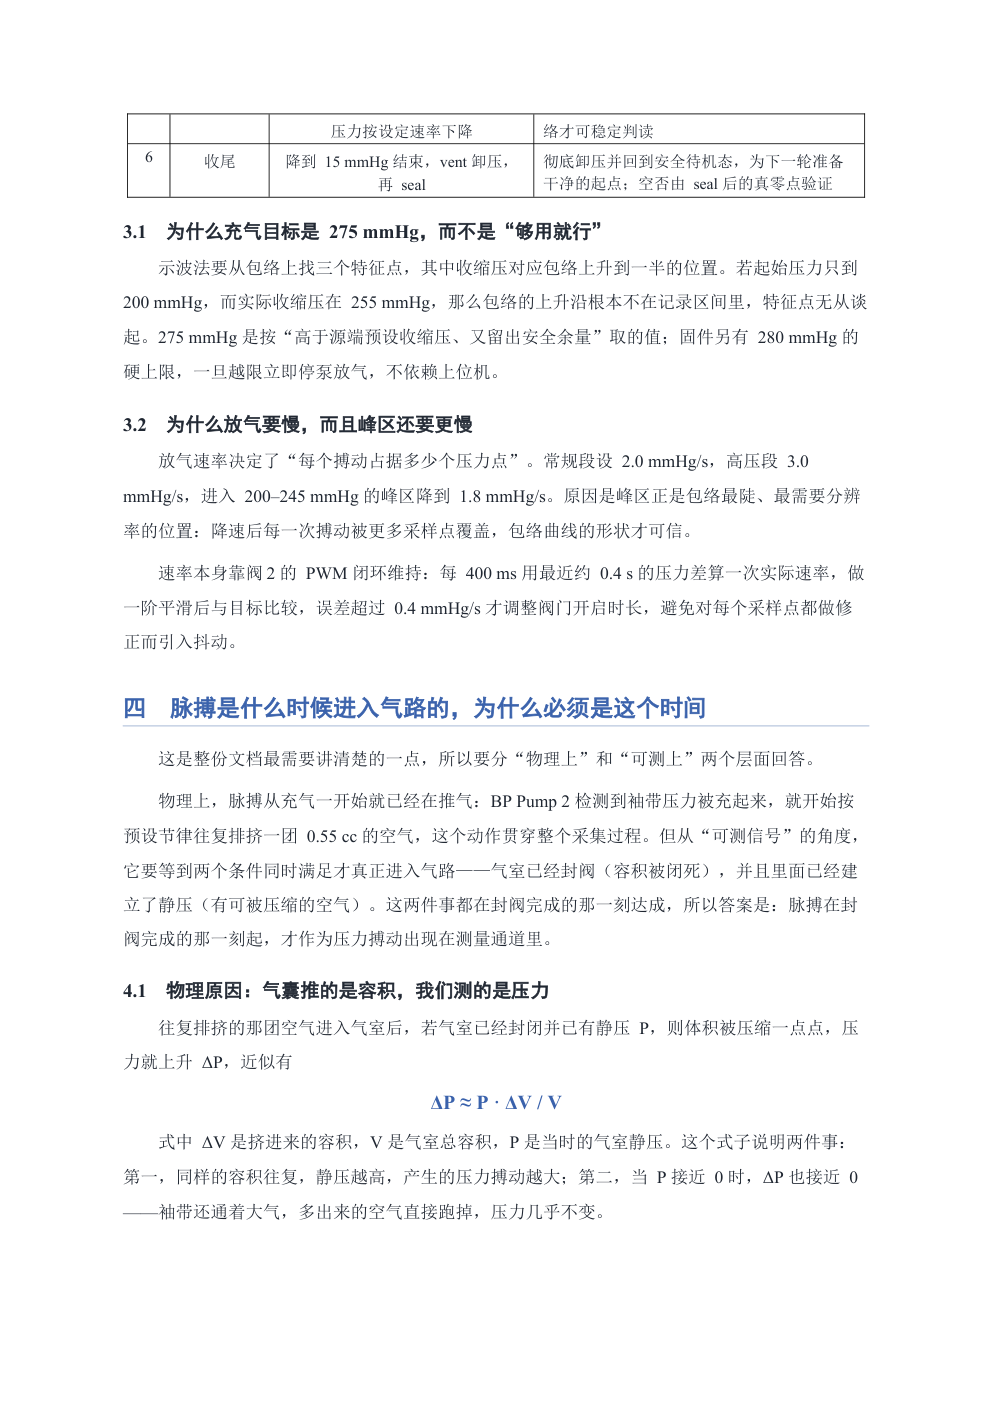 压力按设定速率下降 络才可稳定判读
6 收尾 降到 15 mmHg 结束，vent 卸压， 彻底卸压并回到安全待机态，为下一轮准备
再 seal 干净的起点；空否由 seal 后的真零点验证
3.1 为什么充气目标是 275 mmHg，而不是“够用就行”
示波法要从包络上找三个特征点，其中收缩压对应包络上升到一半的位置。若起始压力只到
200 mmHg，而实际收缩压在 255 mmHg，那么包络的上升沿根本不在记录区间里，特征点无从谈
起。275 mmHg 是按“高于源端预设收缩压、又留出安全余量”取的值；固件另有 280 mmHg 的
硬上限，一旦越限立即停泵放气，不依赖上位机。
3.2 为什么放气要慢，而且峰区还要更慢
放气速率决定了“每个搏动占据多少个压力点”。常规段设 2.0 mmHg/s，高压段 3.0
mmHg/s，进入 200–245 mmHg 的峰区降到 1.8 mmHg/s。原因是峰区正是包络最陡、最需要分辨
率的位置：降速后每一次搏动被更多采样点覆盖，包络曲线的形状才可信。
速率本身靠阀 2 的 PWM 闭环维持：每 400 ms 用最近约 0.4 s 的压力差算一次实际速率，做
一阶平滑后与目标比较，误差超过 0.4 mmHg/s 才调整阀门开启时长，避免对每个采样点都做修
正而引入抖动。
四 脉搏是什么时候进入气路的，为什么必须是这个时间
这是整份文档最需要讲清楚的一点，所以要分“物理上”和“可测上”两个层面回答。
物理上，脉搏从充气一开始就已经在推气：BP Pump 2 检测到袖带压力被充起来，就开始按
预设节律往复排挤一团 0.55 cc 的空气，这个动作贯穿整个采集过程。但从“可测信号”的角度，
它要等到两个条件同时满足才真正进入气路——气室已经封阀（容积被闭死），并且里面已经建
立了静压（有可被压缩的空气）。这两件事都在封阀完成的那一刻达成，所以答案是：脉搏在封
阀完成的那一刻起，才作为压力搏动出现在测量通道里。
4.1 物理原因：气囊推的是容积，我们测的是压力
往复排挤的那团空气进入气室后，若气室已经封闭并已有静压 P，则体积被压缩一点点，压
力就上升 ΔP，近似有
ΔP ≈ P · ΔV / V
式中 ΔV 是挤进来的容积，V 是气室总容积，P 是当时的气室静压。这个式子说明两件事：
第一，同样的容积往复，静压越高，产生的压力搏动越大；第二，当 P 接近 0 时，ΔP 也接近 0
——袖带还通着大气，多出来的空气直接跑掉，压力几乎不变。